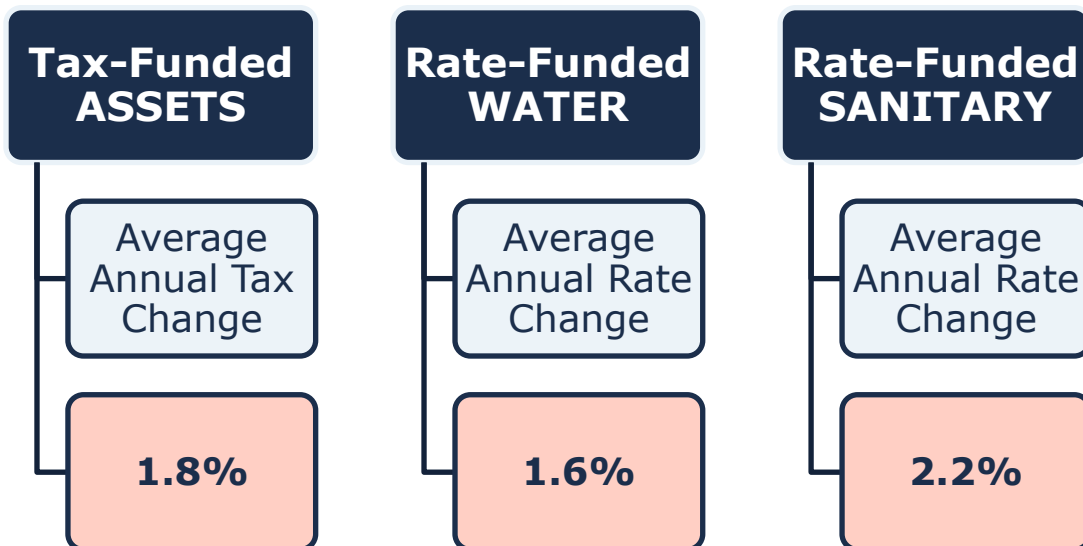 Tax-Funded
ASSETS
Average
Annual Tax
Change
1.8%
Rate-Funded
WATER
Average
Annual Rate
Change
1.6%
Rate-Funded
SANITARY
Average
Annual Rate
Change
2.2%